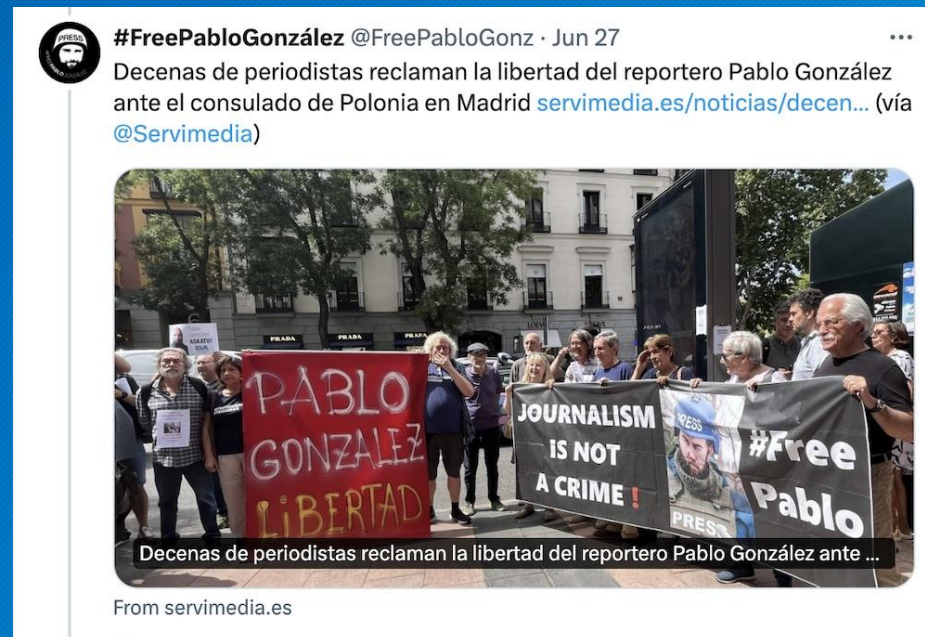 PRESS
#FreePabloGonzález @FreePabloGonz · Jun 27
Decenas de periodistas reclaman la libertad del reportero Pablo González
ante el consulado de Polonia en Madrid servimedia.es/noticias/decen... (vía
@Servimedia)
ASKATU!
PRADA PRADA PRADA
PABLO
GONZALEZ
LiBERTAD
JOURNALISM
iS NOT
A CRIME!
PRESS
PRESS
#Free
Pablo
Decenas de periodistas reclaman la libertad del reportero Pablo González ante ...
From servimedia.es